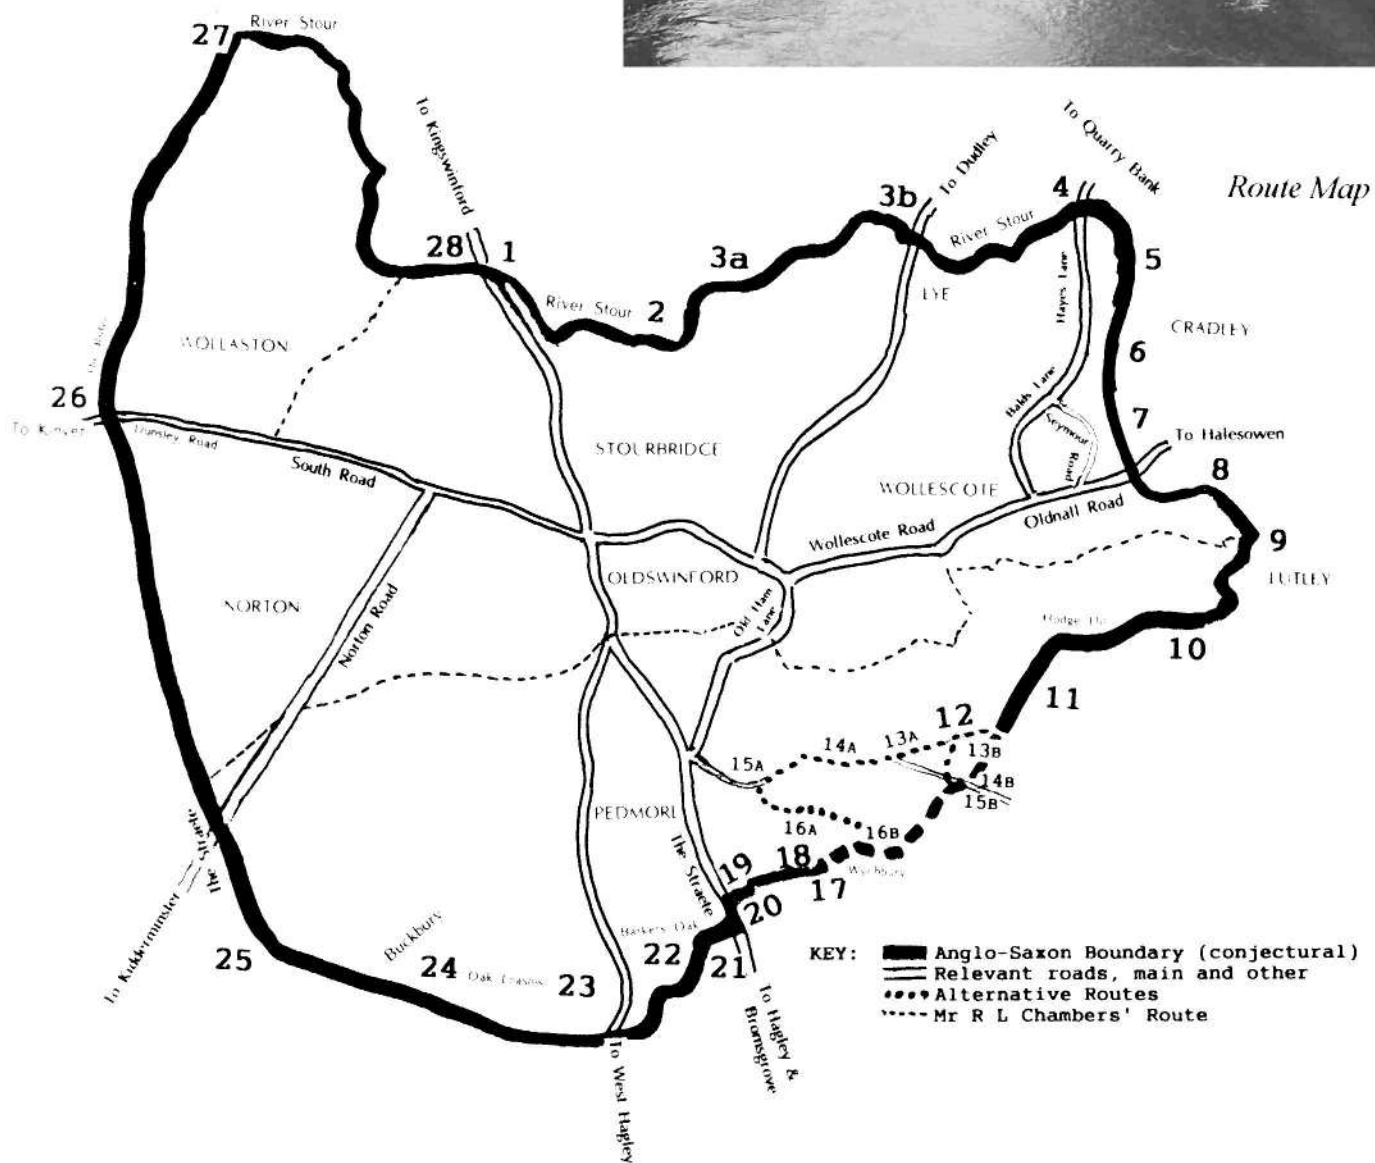 27
River Stour
To Kingswinford
28
1
River Stour
2
3a
3b
To Dudley
River Stour
4
To Quarry Bank
Route Map
5
Hayes Lane
LYE
CRADLEY
6
WOLLASTON
26
To Kinver
Dunsley Road
South Road
STOURBRIDGE
Balds Lane
Seymour Road
7
To Halesowen
8
WOLLESCOTE
Wollescote Road
Oldnall Road
9
LUTLEY
NORTON
Norton Road
OLDSWINFORD
Old Ham Lane
10
11
12
13A
14A
15A
13B
14B
15B
16A
16B
PEDMORE
The Straete
19
18
17
Wychbury
20
The Straete
To Kidderminster
25
Buckbury
24
23
Barkers Oak
22
21
To Hagley & Bromsgrove
To West Hagley
KEY:
Anglo-Saxon Boundary (conjectural)
Relevant roads, main and other
Alternative Routes
Mr R L Chambers' Route